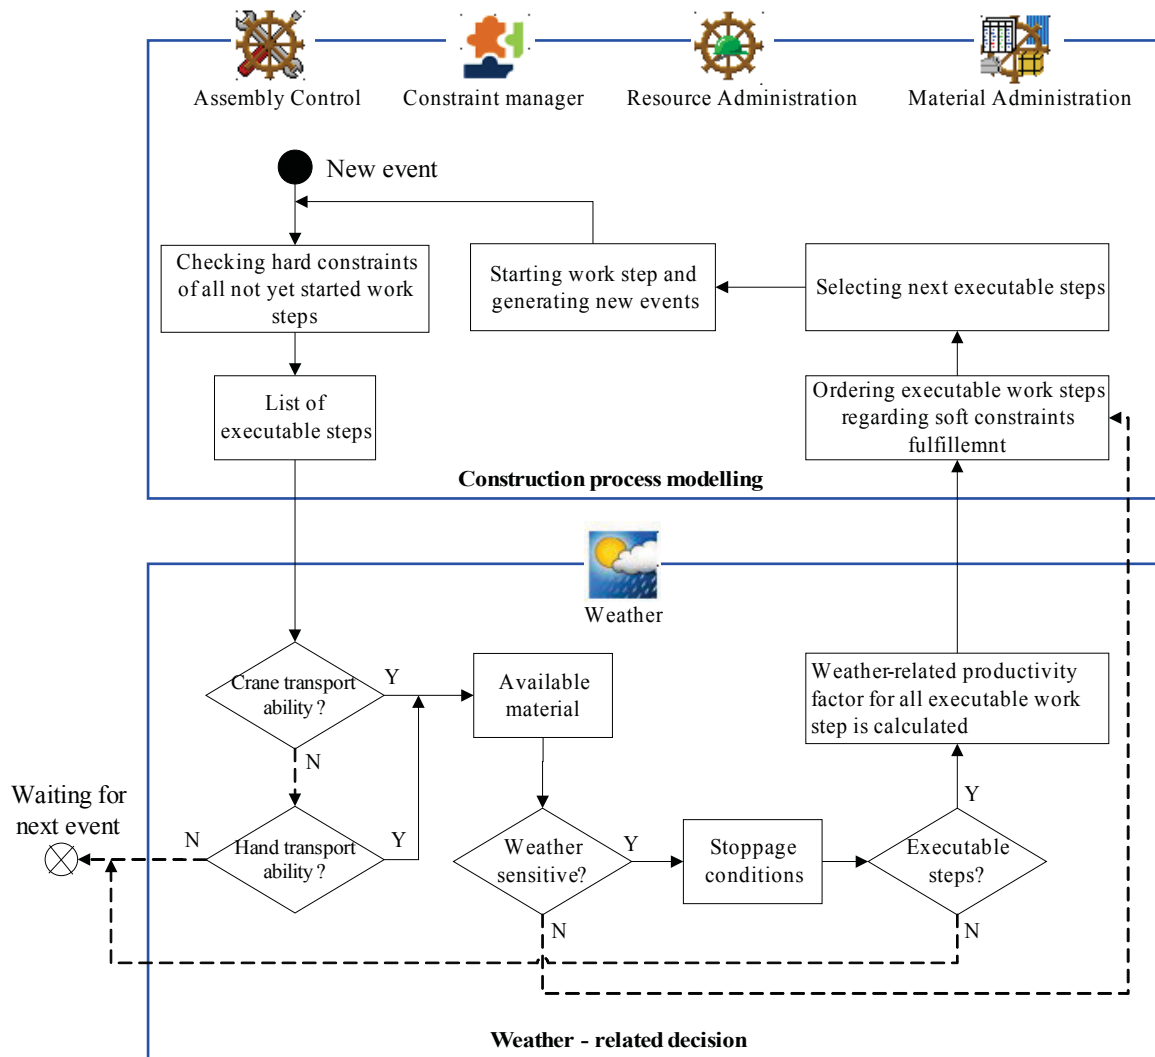 Assembly Control
Constraint manager
Resource Administration
Material Administration
New event
Checking hard constraints
of all not yet started work
steps
Starting work step and
generating new events
Selecting next executable steps
List of
executable steps
Ordering executable work steps
regarding soft constraints
fulfillemnt
Construction process modelling
Weather
Crane transport
ability ?
Y
N
Available
material
Weather-related productivity
factor for all executable work
step is calculated
Waiting for
next event
N
Hand transport
ability ?
Y
Weather
sensitive?
Y
N
Stoppage
conditions
Executable
steps?
Y
N
Weather - related decision